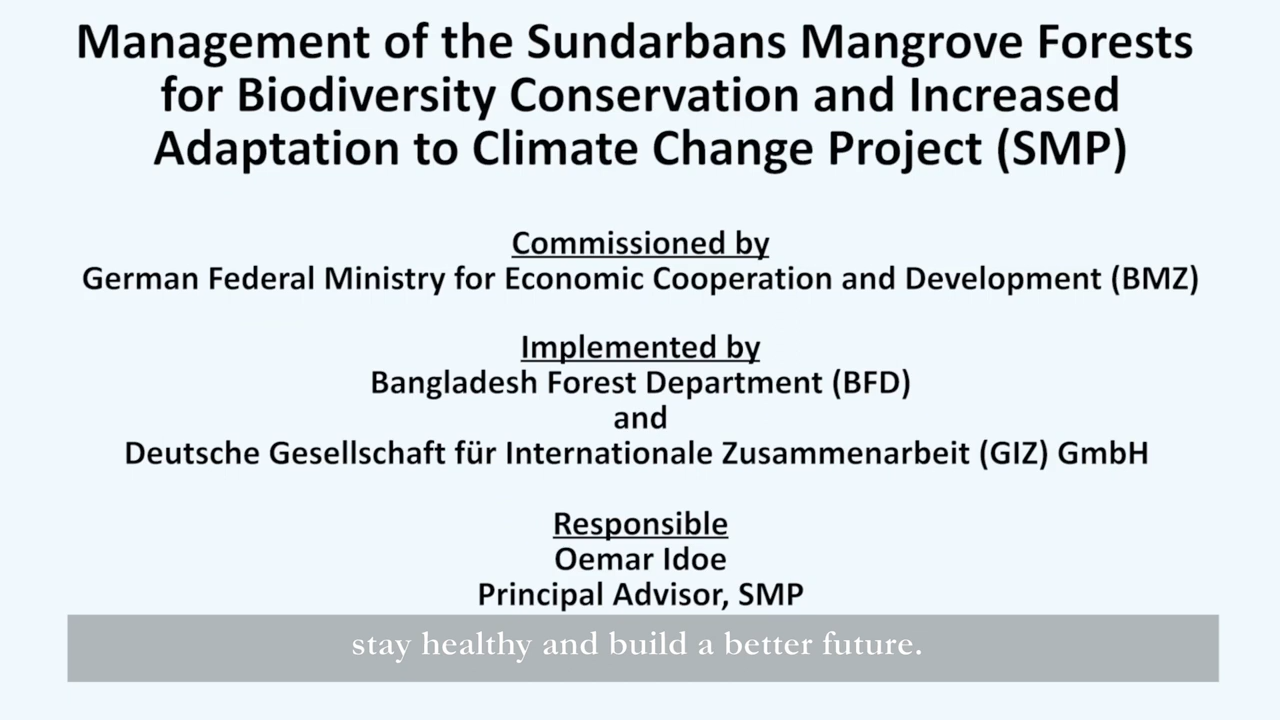 Management of the Sundarbans Mangrove Forests
for Biodiversity Conservation and Increased
Adaptation to Climate Change Project (SMP)
Commissioned by
German Federal Ministry for Economic Cooperation and Development (BMZ)
Implemented by
Bangladesh Forest Department (BFD)
and
Deutsche Gesellschaft für Internationale Zusammenarbeit (GIZ) GmbH
Responsible
Oemar Idoe
Principal Advisor, SMP
stay healthy and build a better future.